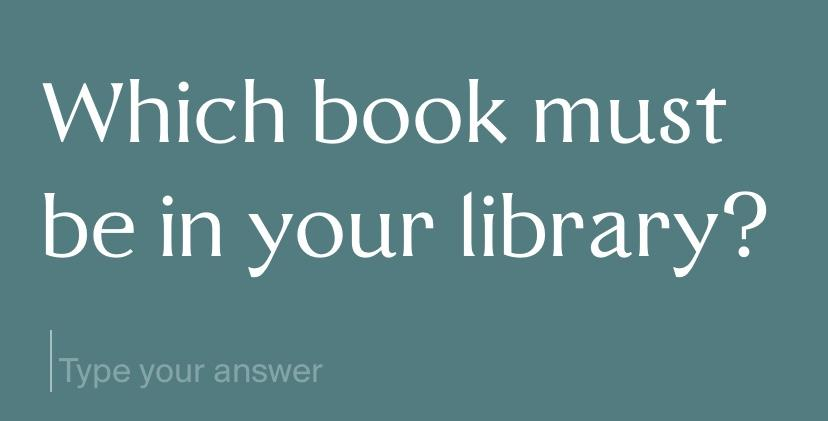 Which book must
be in your library?
Type your answer